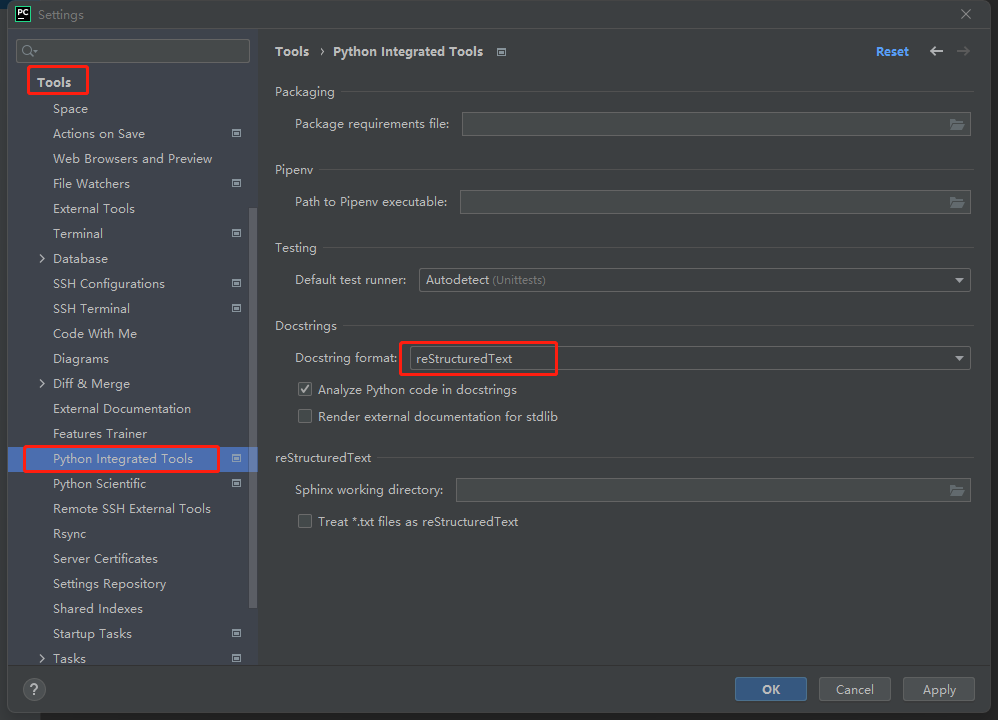 PC Settings
Tools
Space
Actions on Save
Web Browsers and Preview
File Watchers
External Tools
Terminal
Database
SSH Configurations
SSH Terminal
Code With Me
Diagrams
Diff & Merge
External Documentation
Features Trainer
Python Integrated Tools
Python Scientific
Remote SSH External Tools
Rsync
Server Certificates
Settings Repository
Shared Indexes
Startup Tasks
Tasks
Tools › Python Integrated Tools
Reset
Packaging
Package requirements file:
Pipenv
Path to Pipenv executable:
Testing
Default test runner: Autodetect (Unittests)
Docstrings
Docstring format: reStructuredText
Analyze Python code in docstrings
Render external documentation for stdlib
reStructuredText
Sphinx working directory:
Treat *.txt files as reStructuredText
?
OK
Cancel
Apply